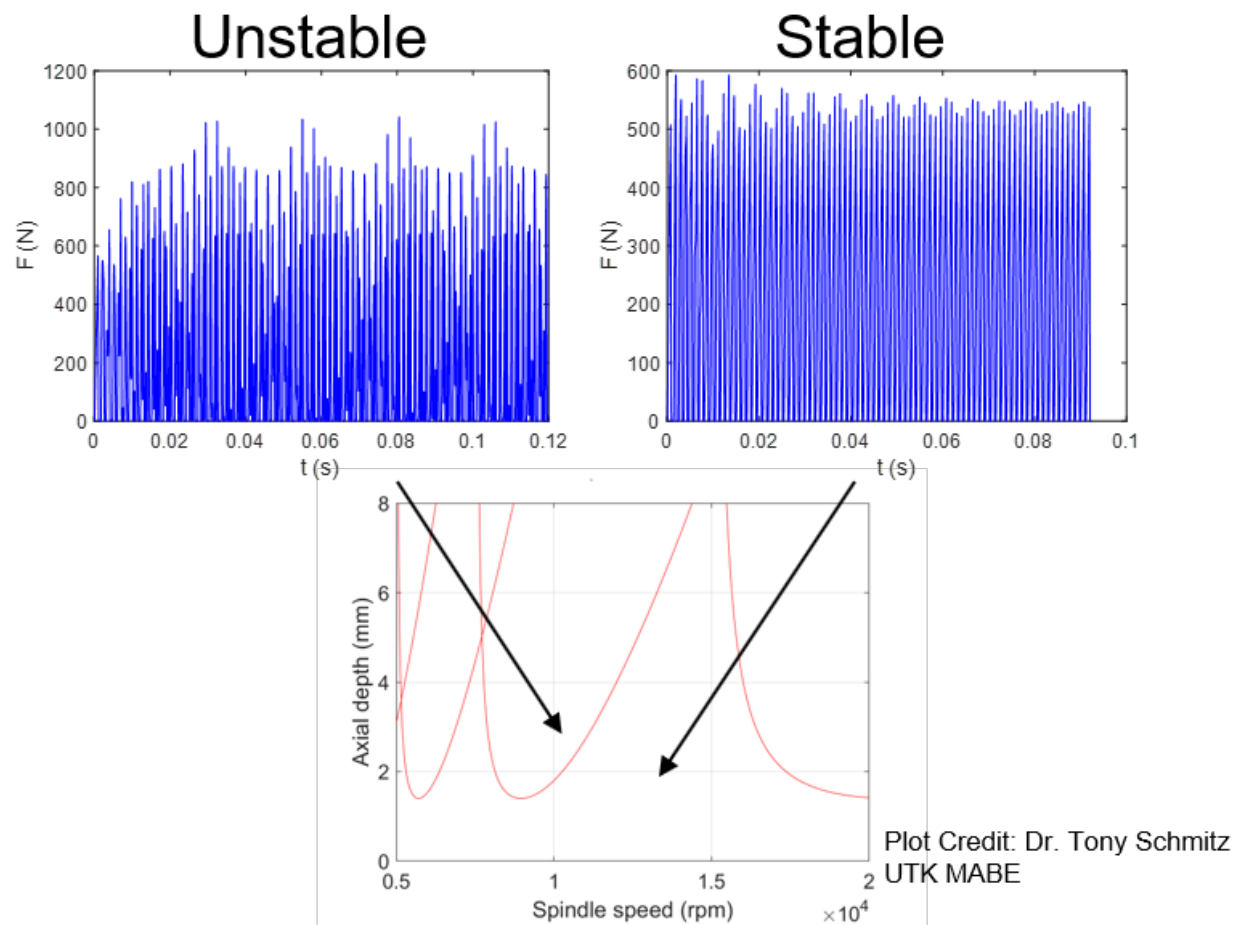 Unstable
Stable
1200
1000
800
600
400
200
0
F (N)
0 0.02 0.04 0.06 0.08 0.1 0.12
t (s)
600
500
400
300
200
100
0
F (N)
0 0.02 0.04 0.06 0.08 0.1
t (s)
8
6
4
2
0
Axial depth (mm)
0.5 1 1.5 2
Spindle speed (rpm)
×10⁴
Plot Credit: Dr. Tony Schmitz
UTK MABE